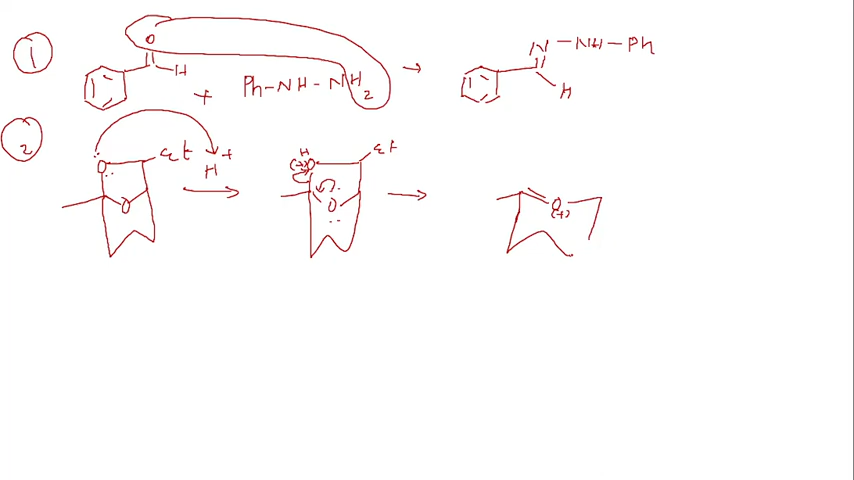 1
O
H
+ Ph-NH-NH2 →
N-NH-Ph
H
2
O Et H+
O
H
(+)O Et
O
O
(+)